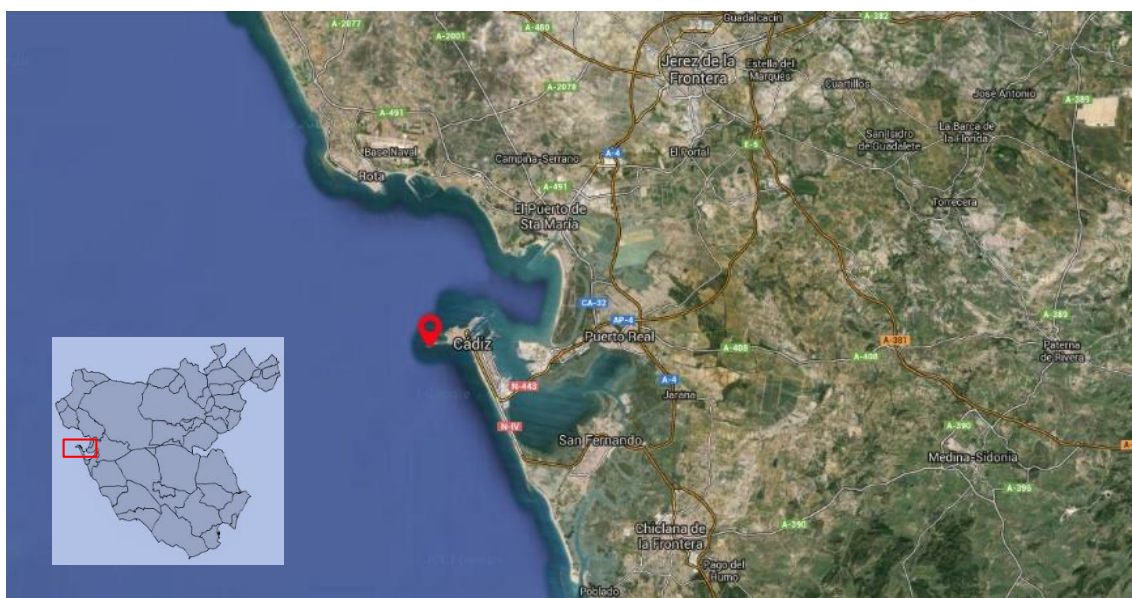 Guadalcacín
A-2077
A-480
A-382
A-2001
Jerez de la
Frontera
Estella del
Marqués
A-2078
Cuartillos
José Antonio
A-389
A-491
Base Naval
San Isidro
de Guadalete
La Barca de
la Florida
Campiña-Serrano
A-4
El Portal
E-5
Rota
A-491
El Puerto de
Sta María
Torrecera
CA-32
AP-4
A-389
Cádiz
Puerto Real
A-408
A-408
A-381
Paterna
de Rivera
N-443
A-4
Jarana
N-IV
San Fernando
A-390
Medina-Sidonia
A-396
Chiclana de
la Frontera
A-390
Pago del
Humo
Poblado